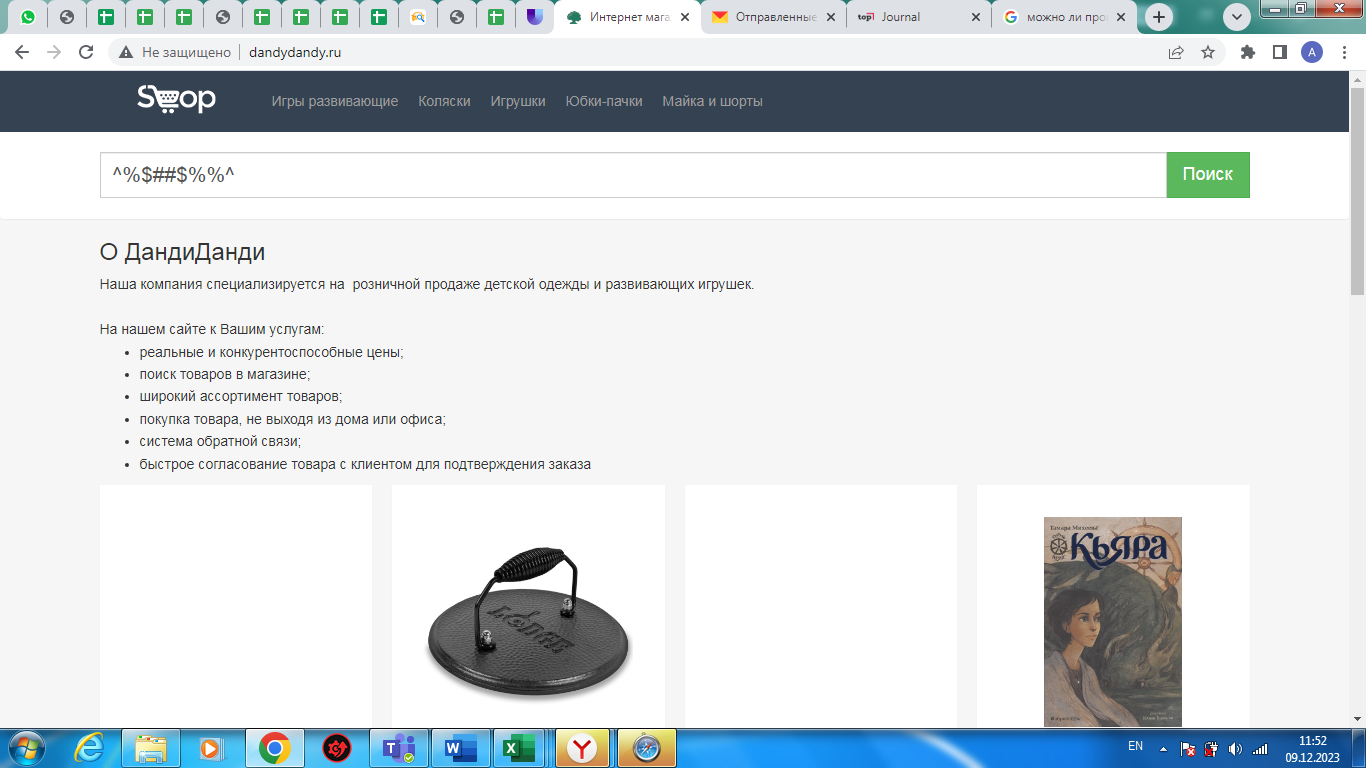 Интернет мага
Отправленные
top1 Journal
можно ли про
Не защищено
dandydandy.ru
A
Shop
Игры развивающие Коляски Игрушки Юбки-пачки Майка и шорты
^%$##$%%^
Поиск
О ДандиДанди
Наша компания специализируется на розничной продаже детской одежды и развивающих игрушек.
На нашем сайте к Вашим услугам:
• реальные и конкурентоспособные цены;
• поиск товаров в магазине;
• широкий ассортимент товаров;
• покупка товара, не выходя из дома или офиса;
• система обратной связи;
• быстрое согласование товара с клиентом для подтверждения заказа
КЬЯРА
EN
11:52
09.12.2023